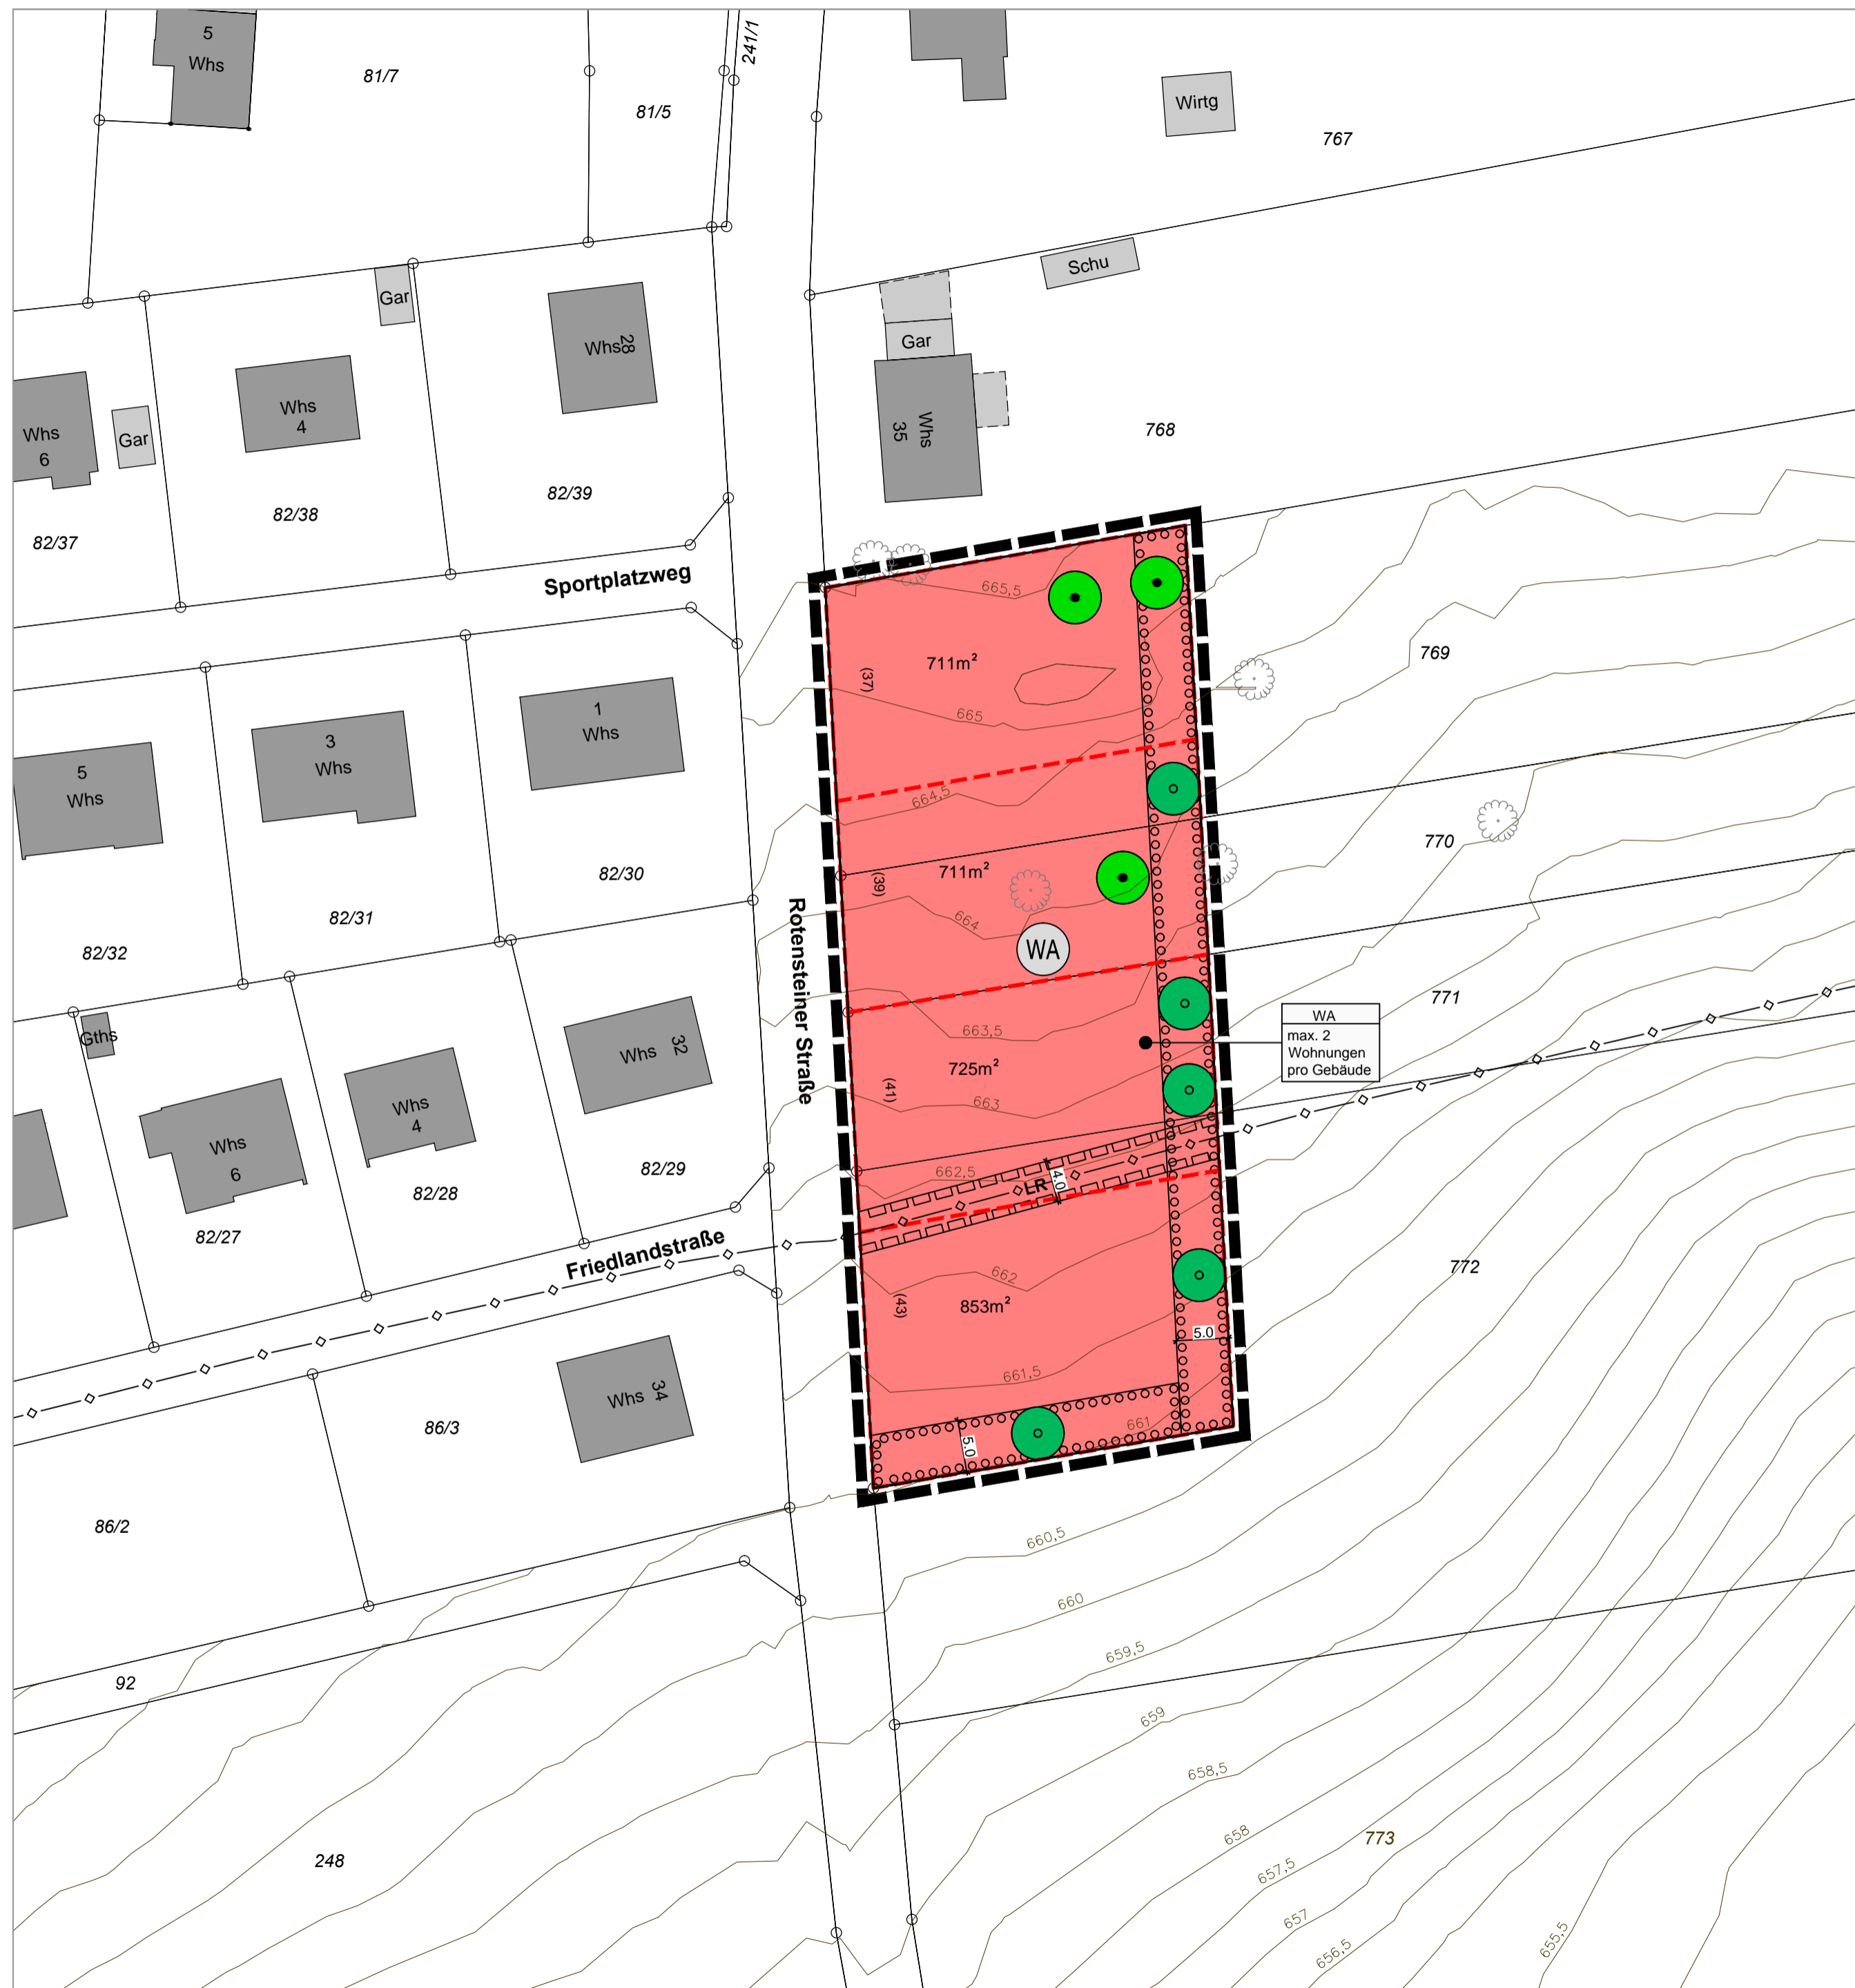 5
Whs
81/7
81/5
241/1
Wirtg
767
Gar
Whs 28
Schu
Gar
Whs
35
768
Whs
4
Gar
Whs
6
82/39
82/38
82/37
Sportplatzweg
665,5
711m²
(37)
665
769
1
Whs
3
Whs
5
Whs
664,5
770
711m²
(39)
82/30
82/31
82/32
664
WA
Rotensteiner Straße
771
663,5
WA
max. 2
Wohnungen
pro Gebäude
Gths
Whs 32
725m²
(41)
663
Whs
4
Whs
6
82/29
82/28
82/27
662,5
LR
4.0
Friedlandstraße
662
772
(43)
853m²
5.0
Whs 34
661,5
86/3
661
5.0
86/2
660,5
660
659,5
92
659
658,5
658
773
248
657,5
657
656,5
655,5